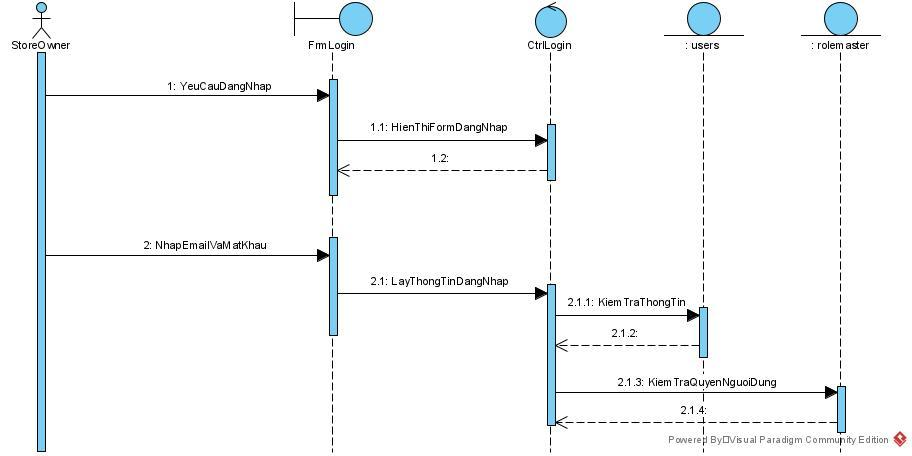 StoreOwner
FrmLogin
CtrlLogin
: users
: rolemaster
1: YeuCauDangNhap
1.1: HienThiFormDangNhap
1.2:
2: NhapEmailVaMatKhau
2.1: LayThongTinDangNhap
2.1.1: KiemTraThongTin
2.1.2:
2.1.3: KiemTraQuyenNguoiDung
2.1.4:
Powered By□Visual Paradigm Community Edition